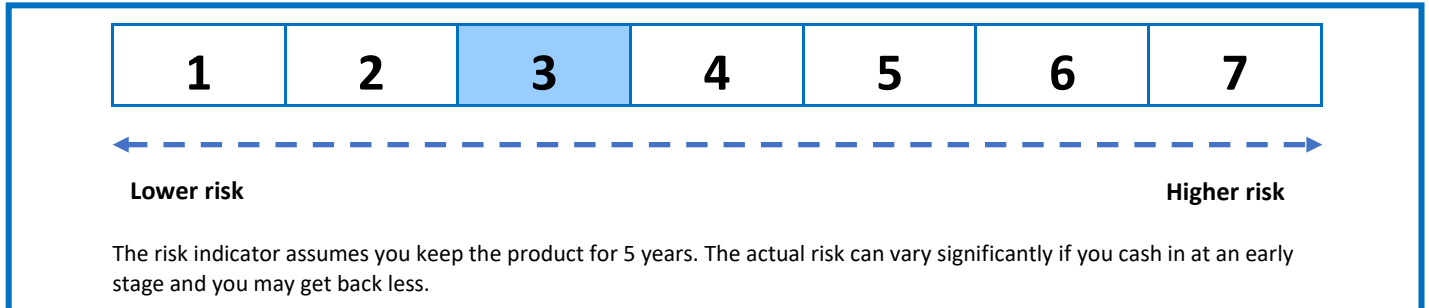 1 2 3 4 5 6 7
Lower risk Higher risk
The risk indicator assumes you keep the product for 5 years. The actual risk can vary significantly if you cash in at an early
stage and you may get back less.